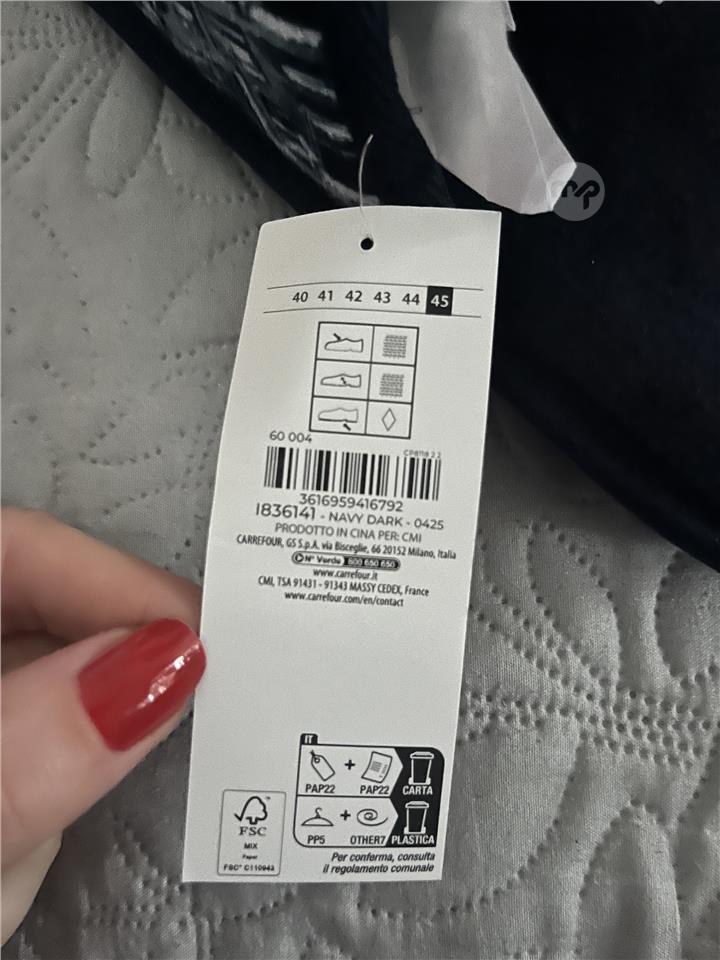 40 41 42 43 44 45
60 004
CP8118 2.2
3616959416792
I836141 - NAVY DARK - 0425
PRODOTTO IN CINA PER: CMI
CARREFOUR, GS S.p.A. via Bisceglie, 66 20152 Milano, Italia
N° Verde 800 650 650
www.carrefour.it
CMI, TSA 91431 - 91343 MASSY CEDEX, France
www.carrefour.com/en/contact
IT
PAP22 + PAP22 CARTA
PP5 + OTHER7 PLASTICA
FSC
MIX
Paper
FSC® C110943
Per conferma, consulta
il regolamento comunale